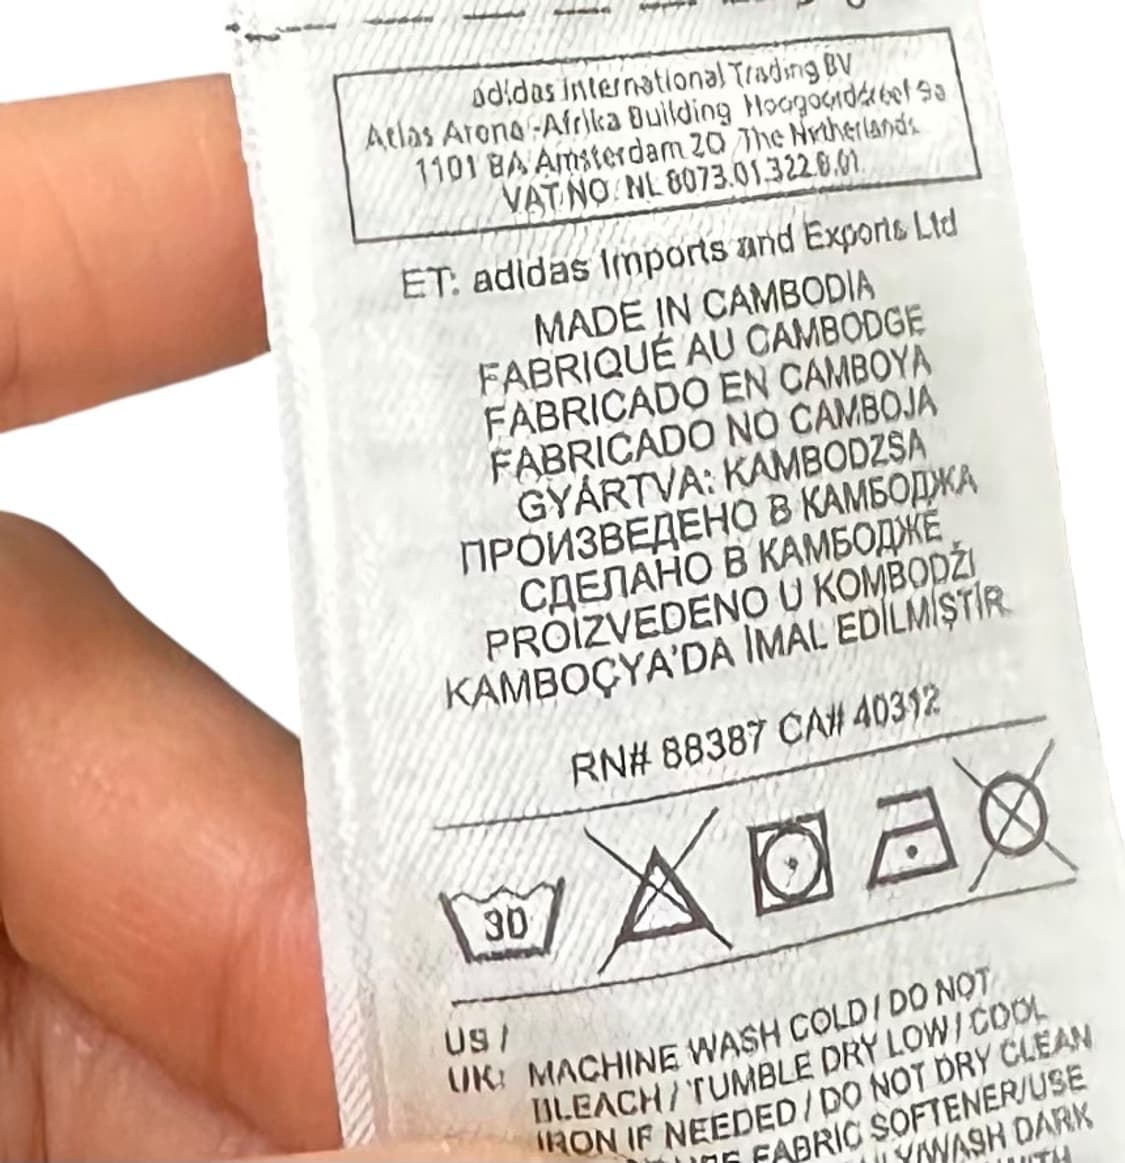 adidas International Trading BV
Atlas Arena-Afrika Building Hoogoorddreef 9a
1101 BA Amsterdam ZO The Netherlands
VAT.NO: NL 8073.01.322.B.01
ET: adidas Imports and Exports Ltd
MADE IN CAMBODIA
FABRIQUÉ AU CAMBODGE
FABRICADO EN CAMBOYA
FABRICADO NO CAMBOJA
GYÁRTVA: KAMBODZSA
ПРОИЗВЕДЕНО В КАМБОДЖА
СДЕЛАНО В КАМБОДЖЕ
PROIZVEDENO U KOMBODŽI
KAMBOÇYA'DA İMAL EDİLMİŞTİR
RN# 88387 CA# 40312
30
US /
UK: MACHINE WASH COLD / DO NOT
BLEACH / TUMBLE DRY LOW / COOL
IRON IF NEEDED / DO NOT DRY CLEAN
FABRIC SOFTENER/USE
WASH DARK